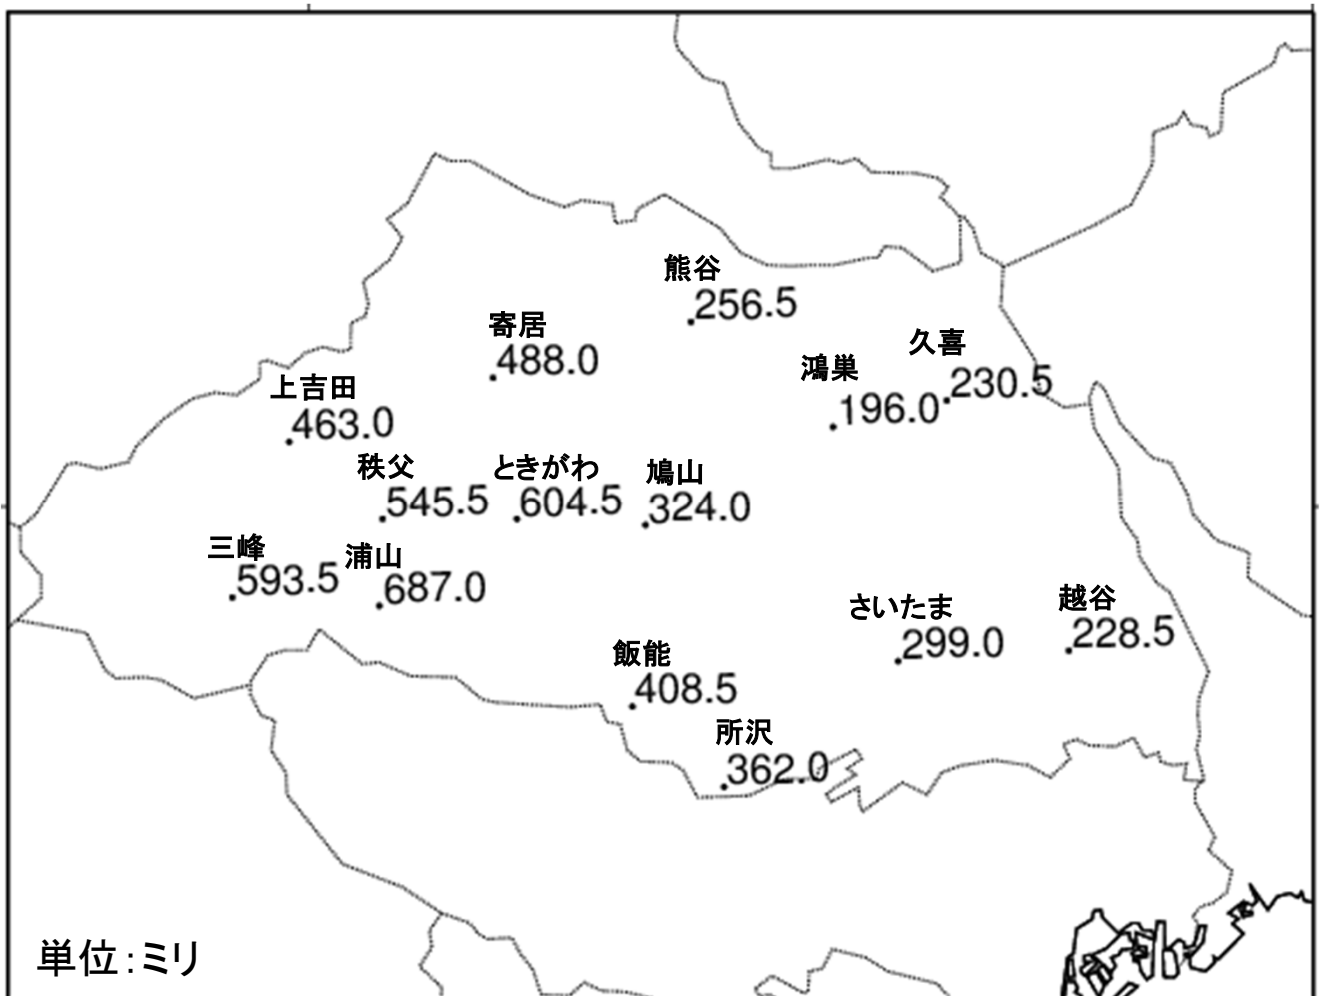 熊谷
256.5
寄居
488.0
久喜
230.5
鴻巣
196.0
上吉田
463.0
秩父
545.5
ときがわ
604.5
鳩山
324.0
三峰
593.5
浦山
687.0
さいたま
299.0
越谷
228.5
飯能
408.5
所沢
362.0
単位:ミリ